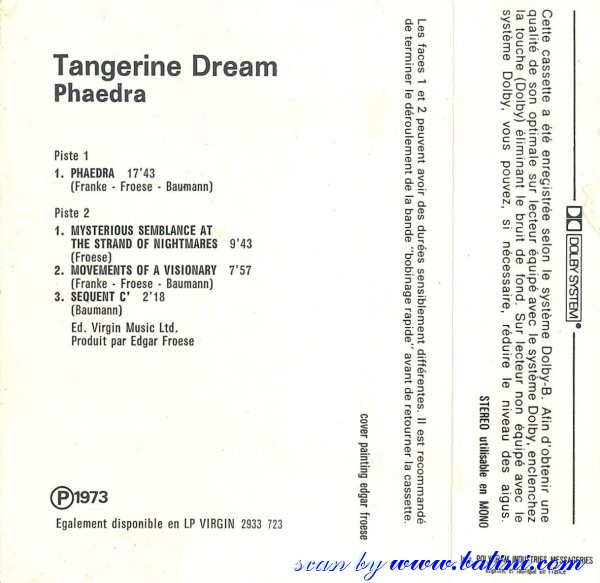 Tangerine Dream
Phaedra
Piste 1
1. PHAEDRA 17'43
(Franke - Froese - Baumann)
Piste 2
1. MYSTERIOUS SEMBLANCE AT
THE STRAND OF NIGHTMARES 9'43
(Froese)
2. MOVEMENTS OF A VISIONARY 7'57
(Franke - Froese - Baumann)
3. SEQUENT C' 2'18
(Baumann)
Ed. Virgin Music Ltd.
Produit par Edgar Froese
Ⓟ1973
Egalement disponible en LP VIRGIN 2933 723
cover painting edgar froese
Les faces 1 et 2 peuvent avoir des durées sensiblement différentes. Il est recommandé
de terminer le déroulement de la bande "bobinage rapide" avant de retourner la cassette.
DOLBY SYSTEM
Cette cassette a été enregistrée selon le système Dolby-B. Afin d'obtenir une
qualité de son optimale sur lecteur équipé avec le système Dolby, enclenchez
la touche (Dolby) éliminant le bruit de fond. Sur lecteur non équipé avec le
système Dolby, vous pouvez, si nécessaire, réduire le niveau des aigus.
STEREO utilisable en MONO
POLYGRAM INDUSTRIES MESSAGERIES
en France
scan by www.batini.com